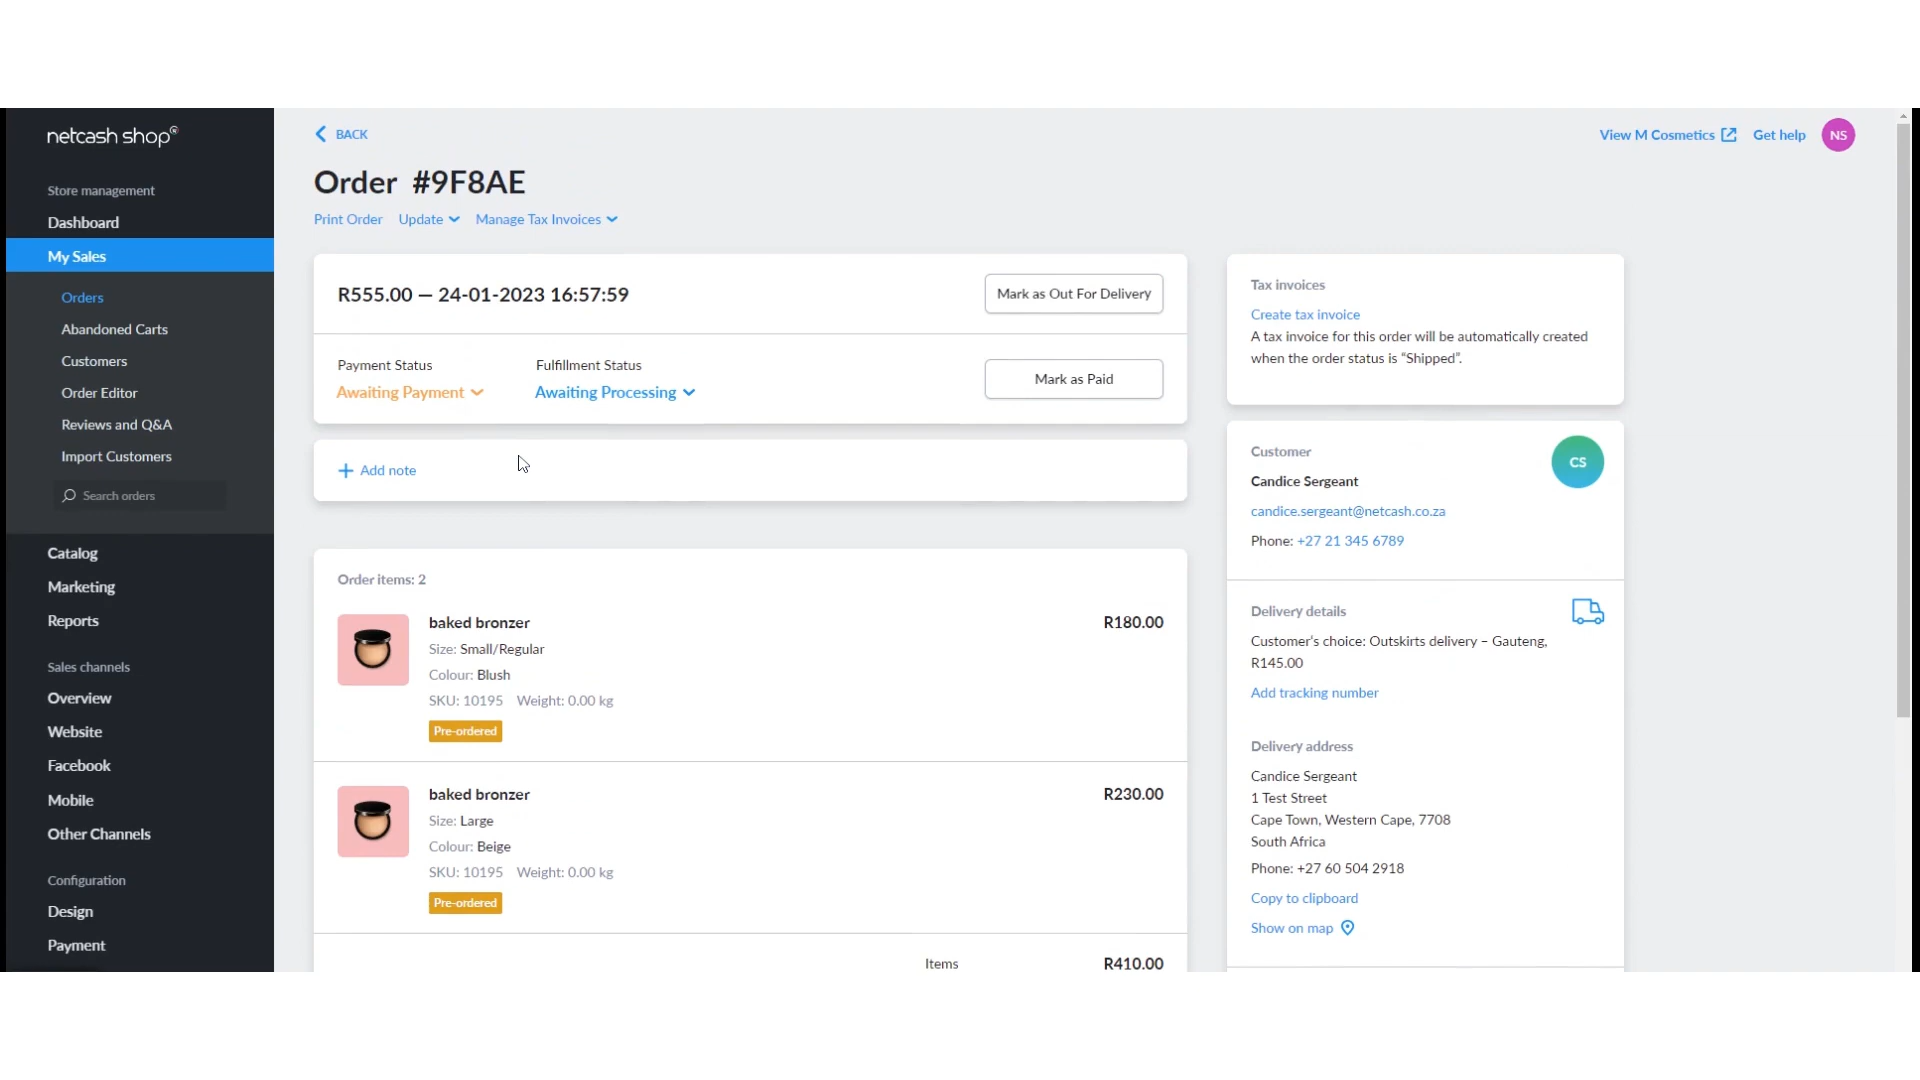 netcash shop
Store management
Dashboard
My Sales
Orders
Abandoned Carts
Customers
Order Editor
Reviews and Q&A
Import Customers
Search orders
Catalog
Marketing
Reports
Sales channels
Overview
Website
Facebook
Mobile
Other Channels
Configuration
Design
Payment
BACK
View M Cosmetics
Get help
NS
Order #9F8AE
Print Order
Update
Manage Tax Invoices
R555.00 — 24-01-2023 16:57:59
Mark as Out For Delivery
Payment Status
Awaiting Payment
Fulfillment Status
Awaiting Processing
Mark as Paid
Add note
Order items: 2
baked bronzer
R180.00
Size: Small/Regular
Colour: Blush
SKU: 10195 Weight: 0.00 kg
Pre-ordered
baked bronzer
R230.00
Size: Large
Colour: Beige
SKU: 10195 Weight: 0.00 kg
Pre-ordered
Items R410.00
Tax invoices
Create tax invoice
A tax invoice for this order will be automatically created
when the order status is “Shipped”.
Customer
CS
Candice Sergeant
candice.sergeant@netcash.co.za
Phone: +27 21 345 6789
Delivery details
Customer's choice: Outskirts delivery – Gauteng,
R145.00
Add tracking number
Delivery address
Candice Sergeant
1 Test Street
Cape Town, Western Cape, 7708
South Africa
Phone: +27 60 504 2918
Copy to clipboard
Show on map